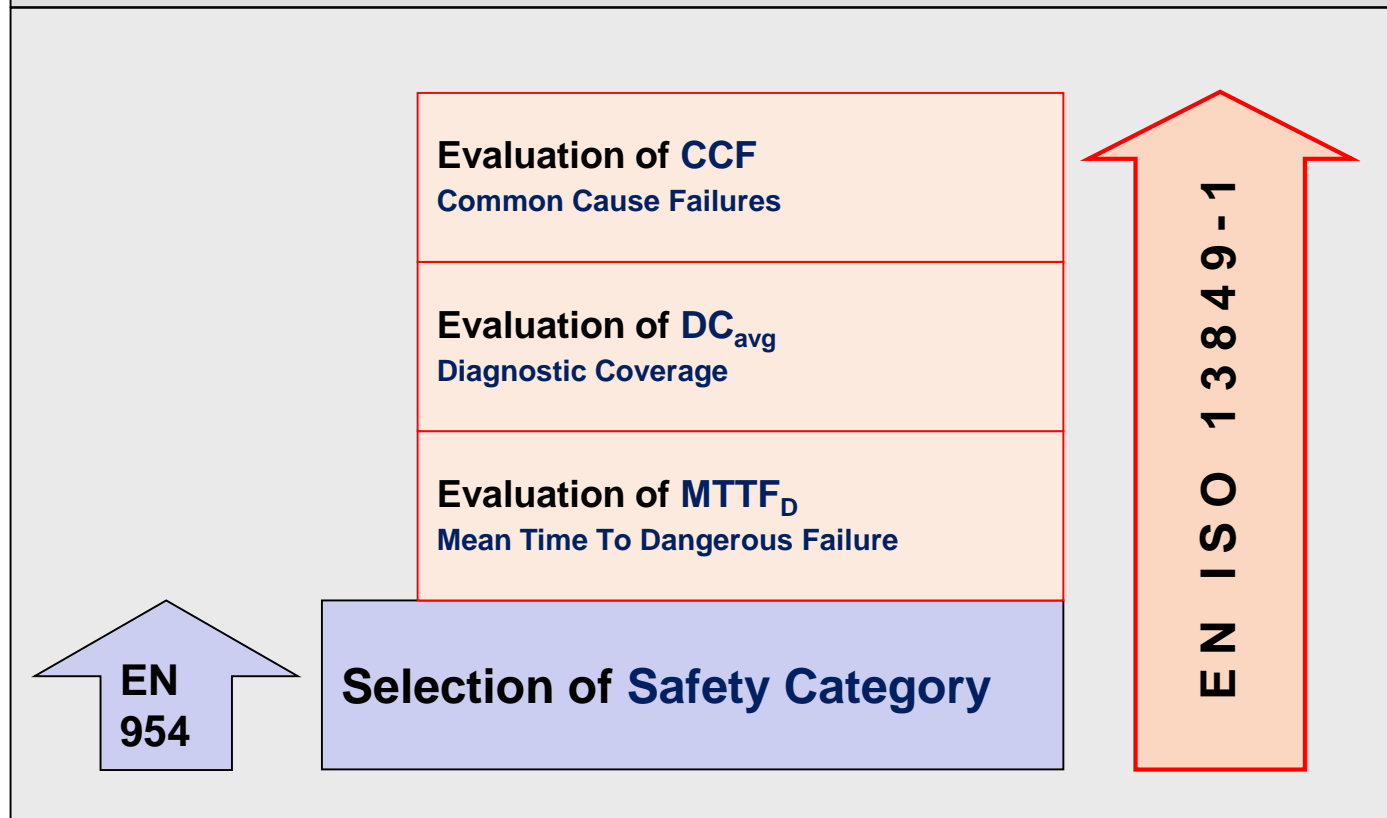 Evaluation of CCF
Common Cause Failures
Evaluation of DCavg
Diagnostic Coverage
Evaluation of MTTFD
Mean Time To Dangerous Failure
Selection of Safety Category
EN
954
EN ISO 13849-1